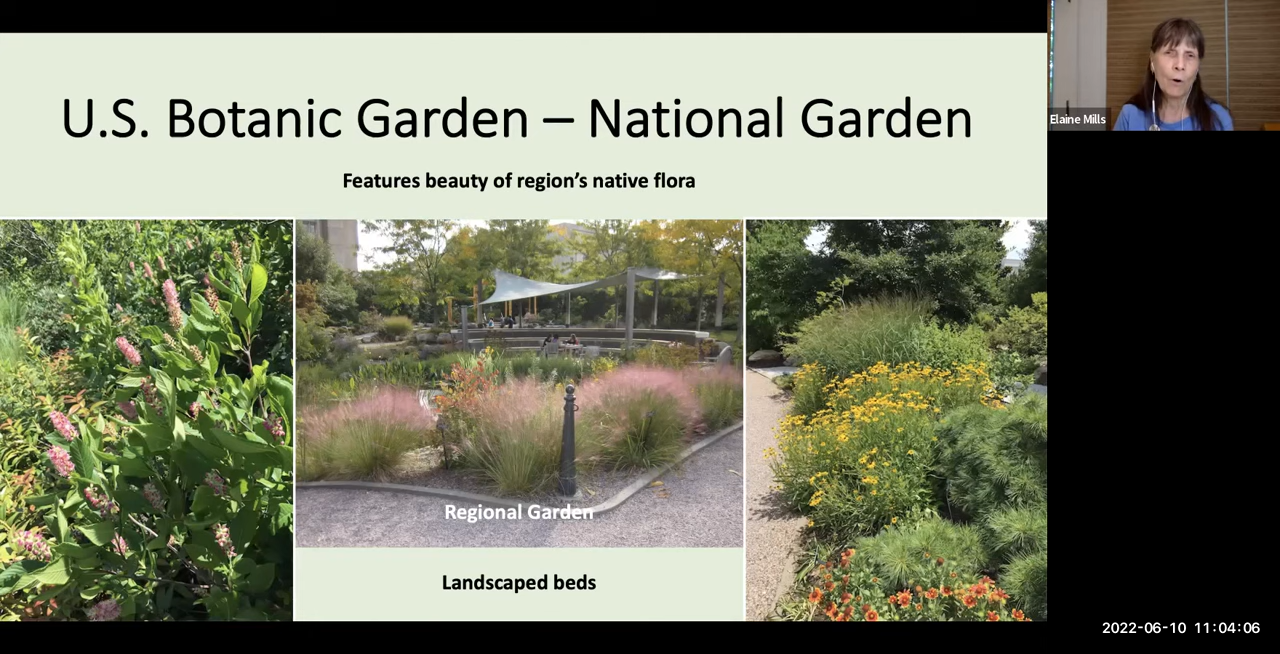 U.S. Botanic Garden – National Garden
Features beauty of region's native flora
Regional Garden
Landscaped beds
Elaine Mills
2022-06-10 11:04:06